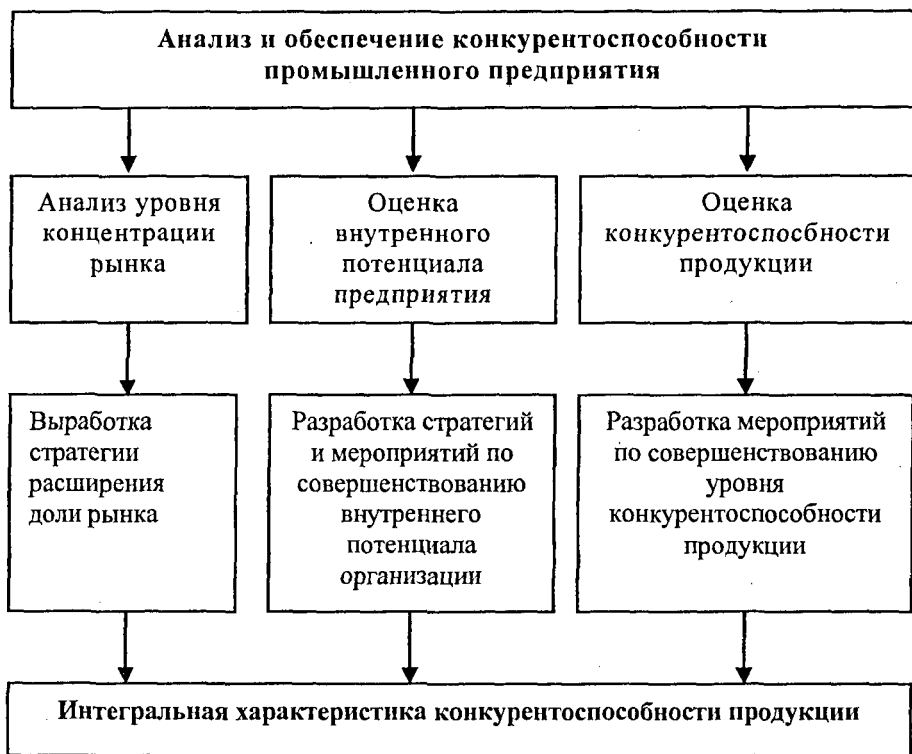 Анализ и обеспечение конкурентоспособности
промышленного предприятия
Анализ уровня
концентрации
рынка
Оценка
внутренного
потенциала
предприятия
Оценка
конкурентоспосбности
продукции
Выработка
стратегии
расширения
доли рынка
Разработка стратегий
и мероприятий по
совершенствованию
внутреннего
потенциала
организации
Разработка мероприятий
по совершенствованию
уровня
конкурентоспособности
продукции
Интегральная характеристика конкурентоспособности продукции